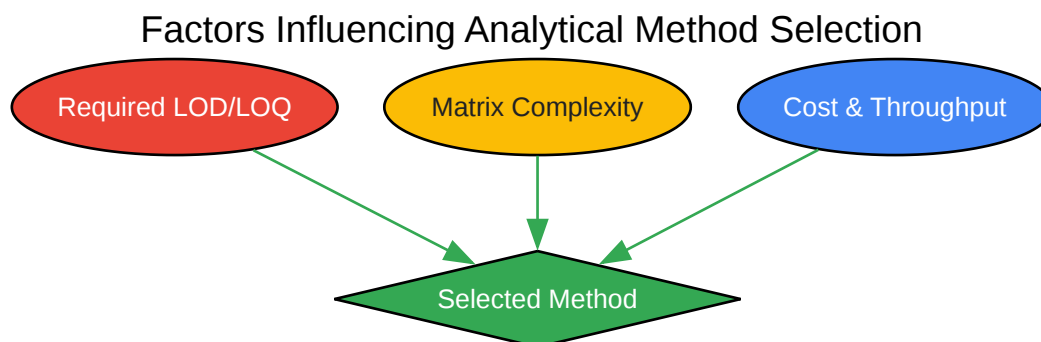 Factors Influencing Analytical Method Selection
Required LOD/LOQ
Matrix Complexity
Cost & Throughput
Selected Method